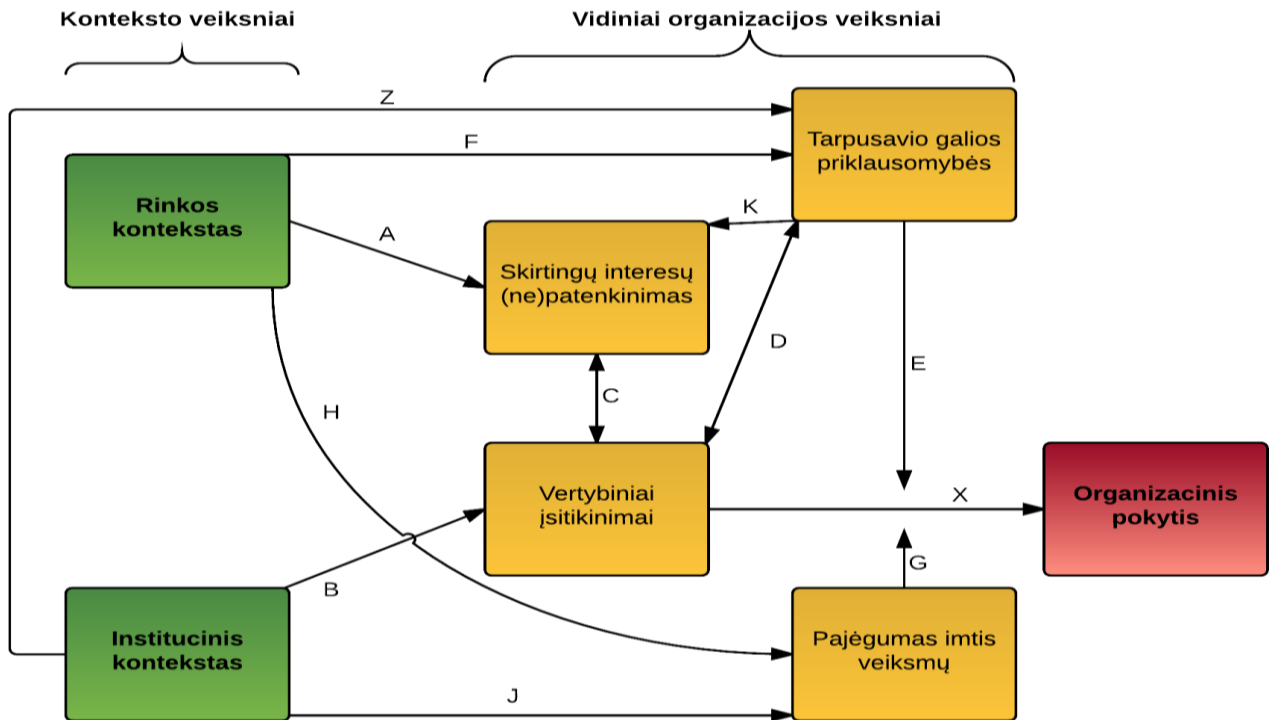 Konteksto veiksniai
Vidiniai organizacijos veiksniai
Z
F
Tarpusavio galios
priklausomybės
Rinkos
kontekstas
A
K
Skirtingų interesų
(ne)patenkinimas
D
E
C
H
Vertybiniai
įsitikinimai
X
Organizacinis
pokytis
B
G
Institucinis
kontekstas
Pajėgumas imtis
veiksmų
J